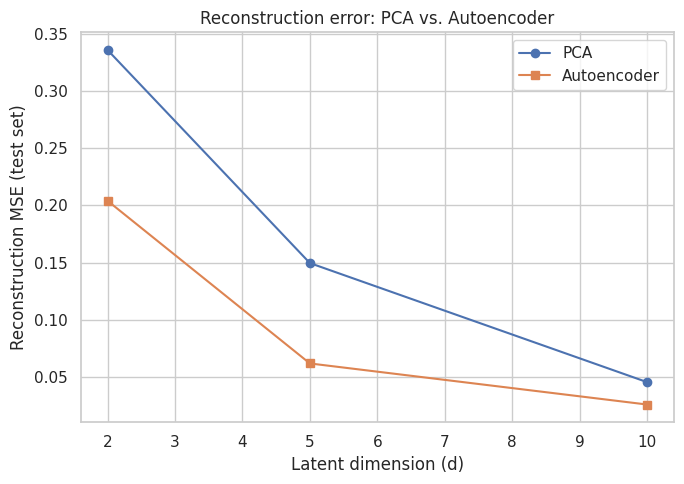 Reconstruction error: PCA vs. Autoencoder
PCA
Autoencoder
Reconstruction MSE (test set)
0.35
0.30
0.25
0.20
0.15
0.10
0.05
2 3 4 5 6 7 8 9 10
Latent dimension (d)